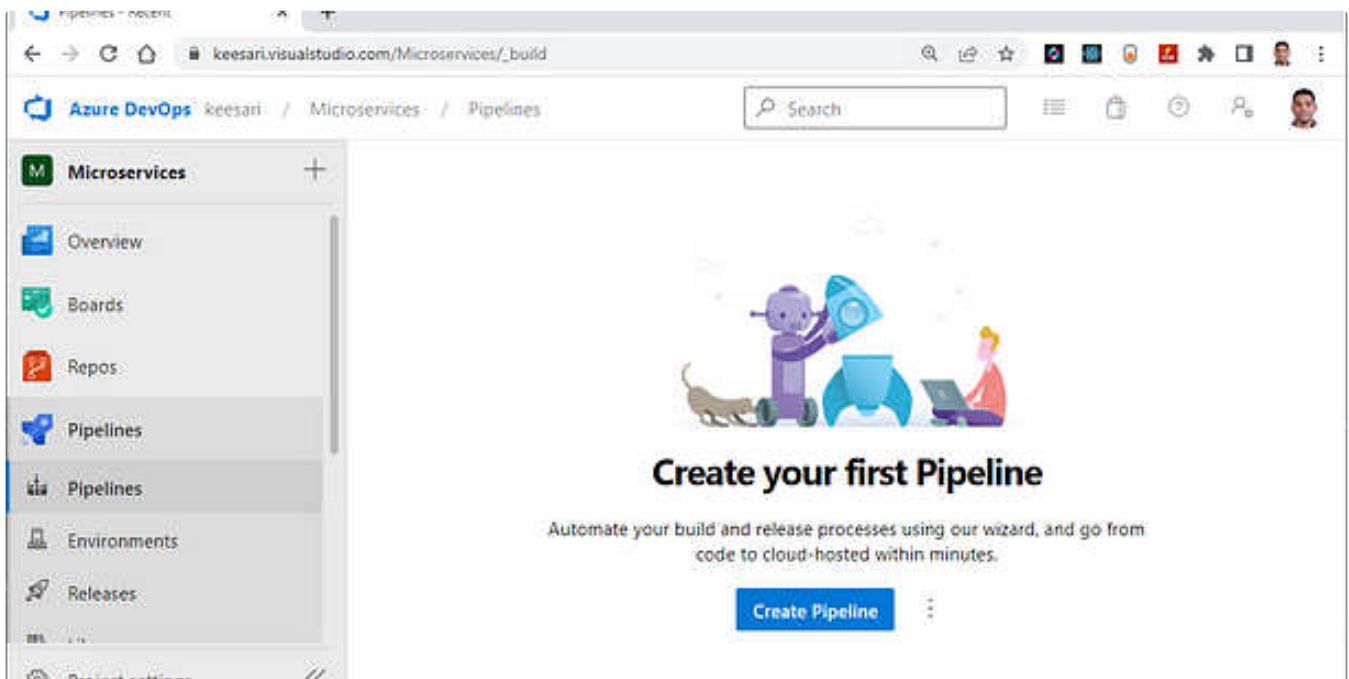 Pipelines - Recent
keesari.visualstudio.com/Microservices/_build
Azure DevOps keesari / Microservices / Pipelines
Search
M Microservices
Overview
Boards
Repos
Pipelines
Pipelines
Environments
Releases
Project settings
Create your first Pipeline
Automate your build and release processes using our wizard, and go from
code to cloud-hosted within minutes.
Create Pipeline